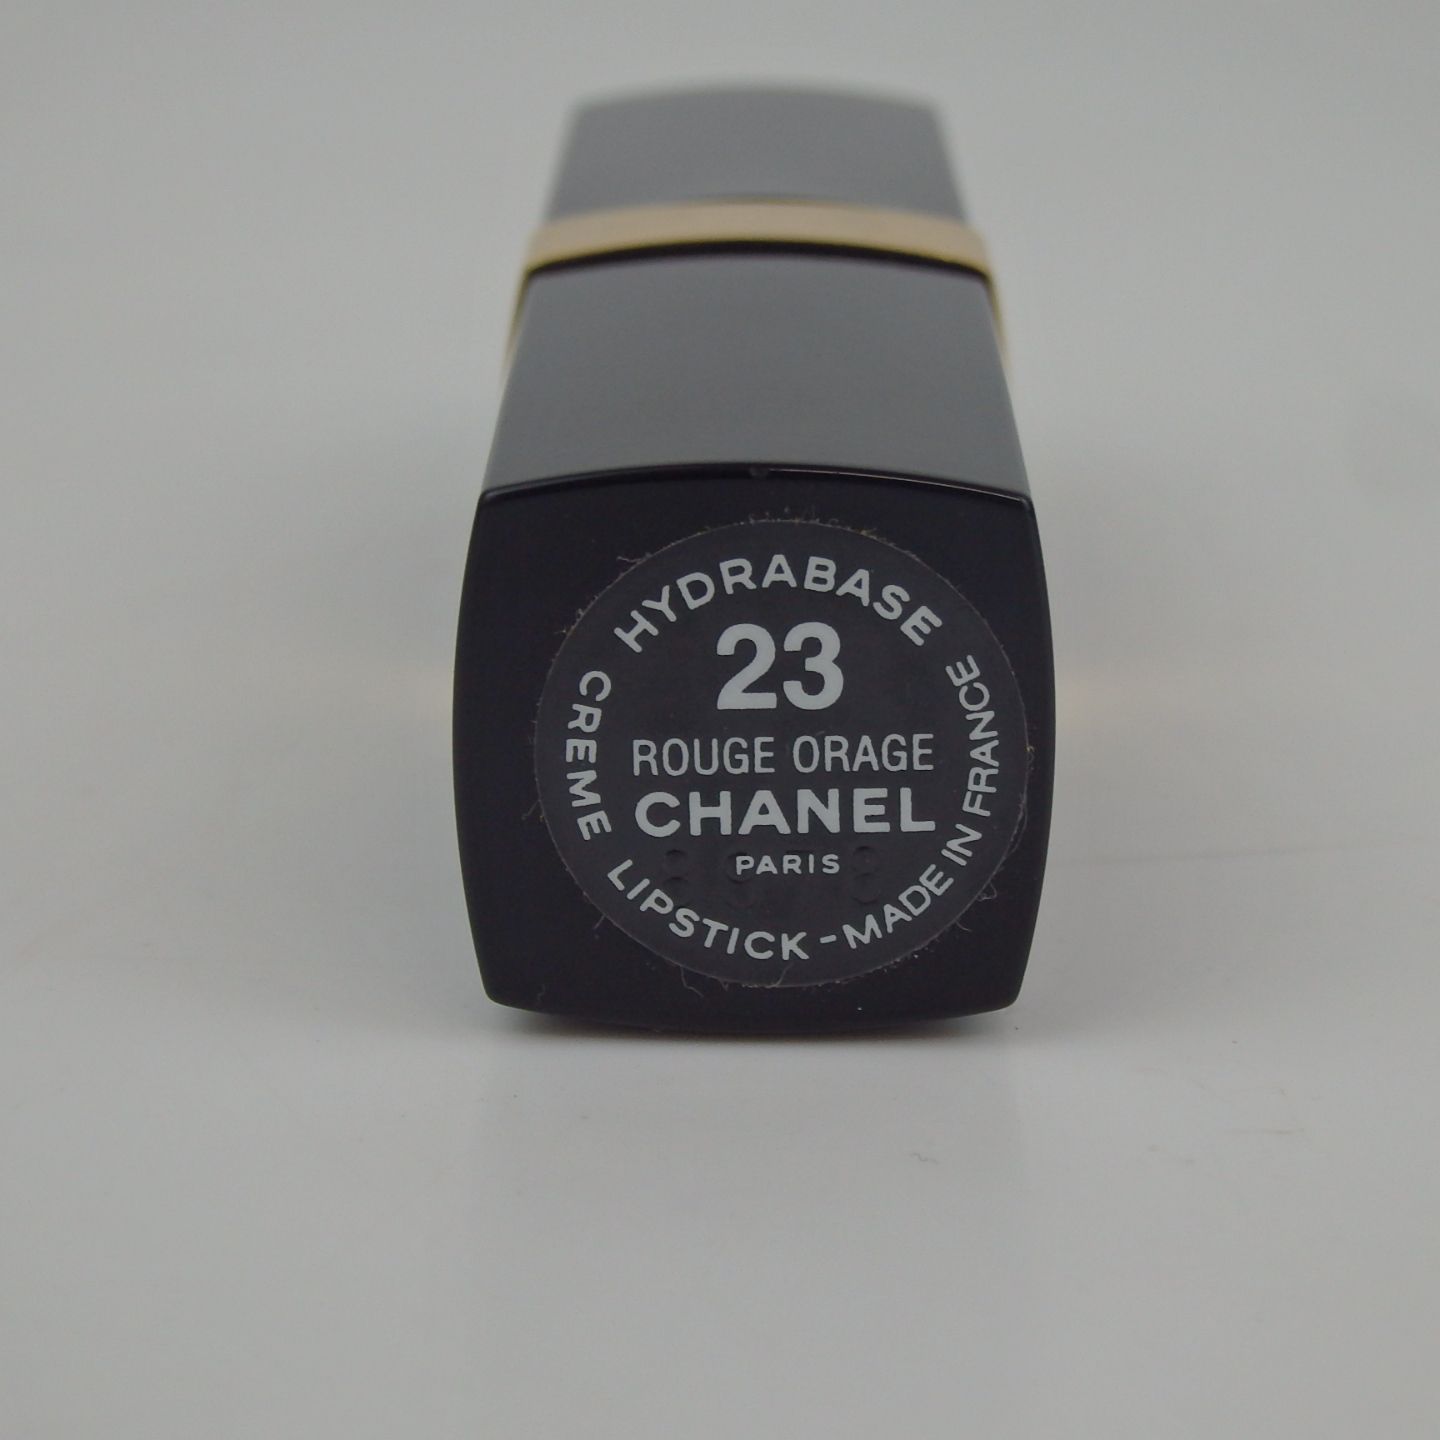 HYDRABASE
23
ROUGE ORAGE
CHANEL
PARIS
CREME LIPSTICK - MADE IN FRANCE